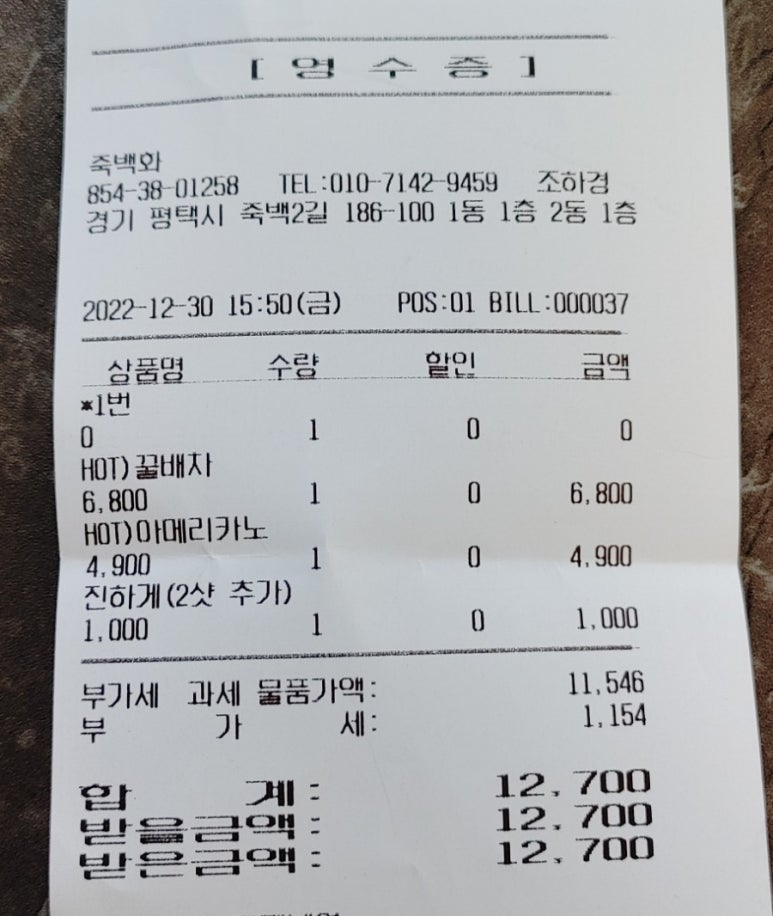 [ 영 수 증 ]
죽백화
854-38-01258 TEL:010-7142-9459 조하경
경기 평택시 죽백2길 186-100 1동 1층 2동 1층
2022-12-30 15:50(금) POS:01 BILL:000037
상품명 수량 할인 금액
*1번
0 1 0 0
HOT)꿀배차
6,800 1 0 6,800
HOT)아메리카노
4,900 1 0 4,900
진하게(2샷 추가)
1,000 1 0 1,000
부가세 과세 물품가액: 11,546
부 가 세: 1,154
합 계: 12,700
받을금액: 12,700
받은금액: 12,700